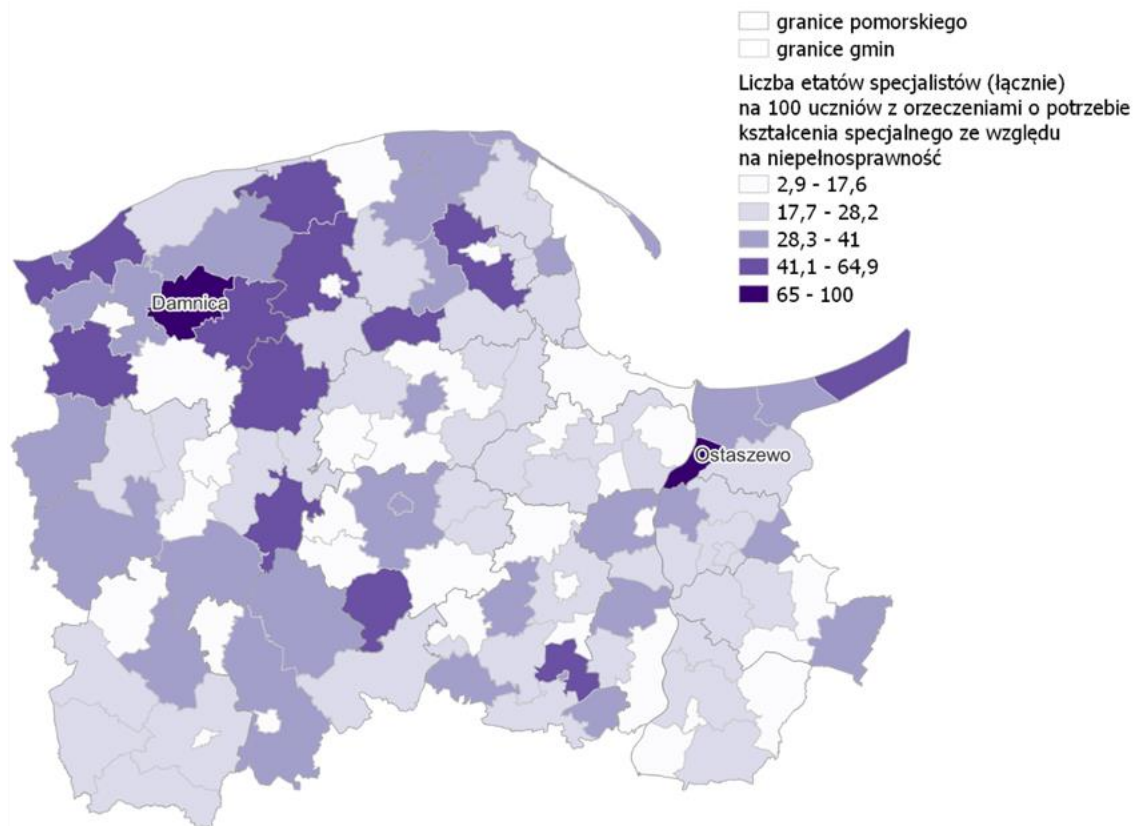 granice pomorskiego
granice gmin
Liczba etatów specjalistów (łącznie)
na 100 uczniów z orzeczeniami o potrzebie
kształcenia specjalnego ze względu
na niepełnosprawność
2,9 - 17,6
17,7 - 28,2
28,3 - 41
41,1 - 64,9
65 - 100
Damnica
Ostaszewo